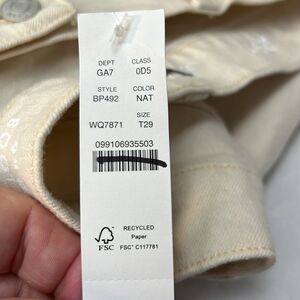 DEPT CLASS
GA7 0D5
STYLE COLOR
BP492 NAT
SIZE
WQ7871 T29
099106935503
RECYCLED
Paper
FSC FSC® C117781